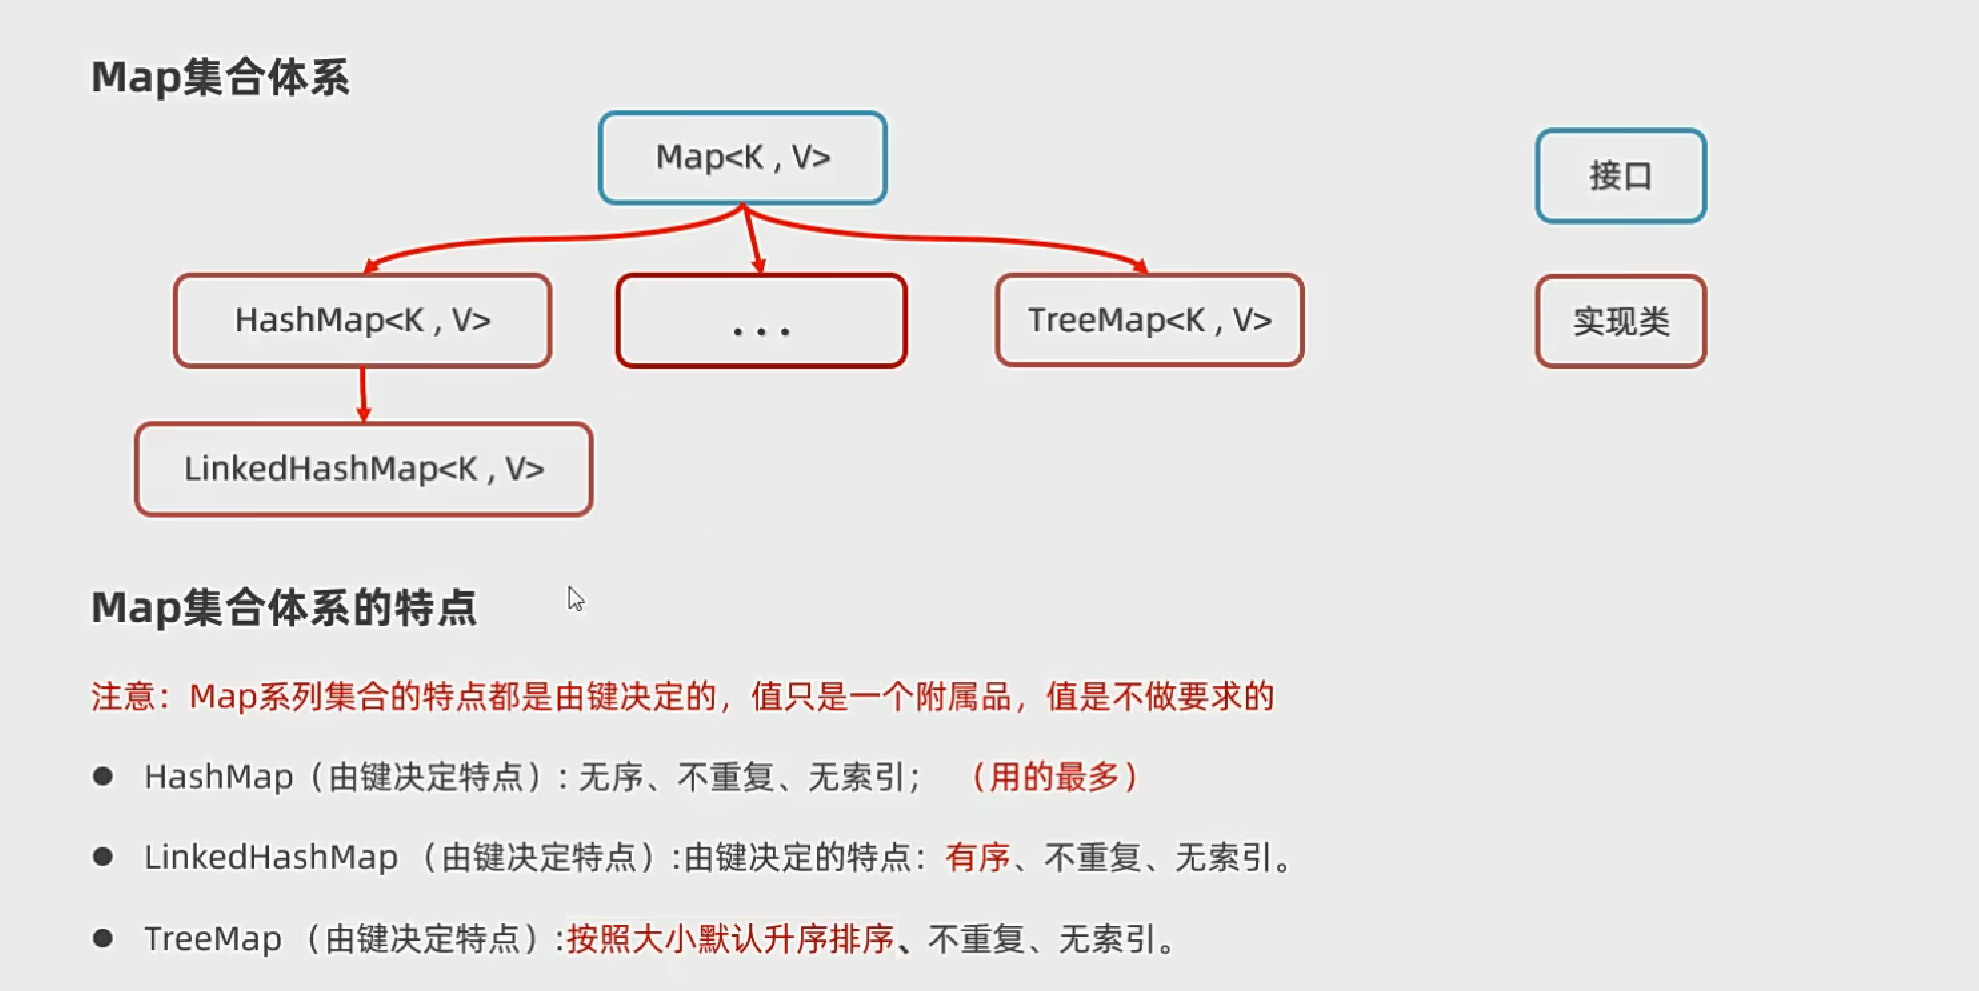 Map集合体系
Map<K , V>
接口
HashMap<K , V>
...
TreeMap<K , V>
实现类
LinkedHashMap<K , V>
Map集合体系的特点
注意：Map系列集合的特点都是由键决定的，值只是一个附属品，值是不做要求的
● HashMap（由键决定特点）: 无序、不重复、无索引； （用的最多）
● LinkedHashMap （由键决定特点）:由键决定的特点：有序、不重复、无索引。
● TreeMap （由键决定特点）:按照大小默认升序排序、不重复、无索引。